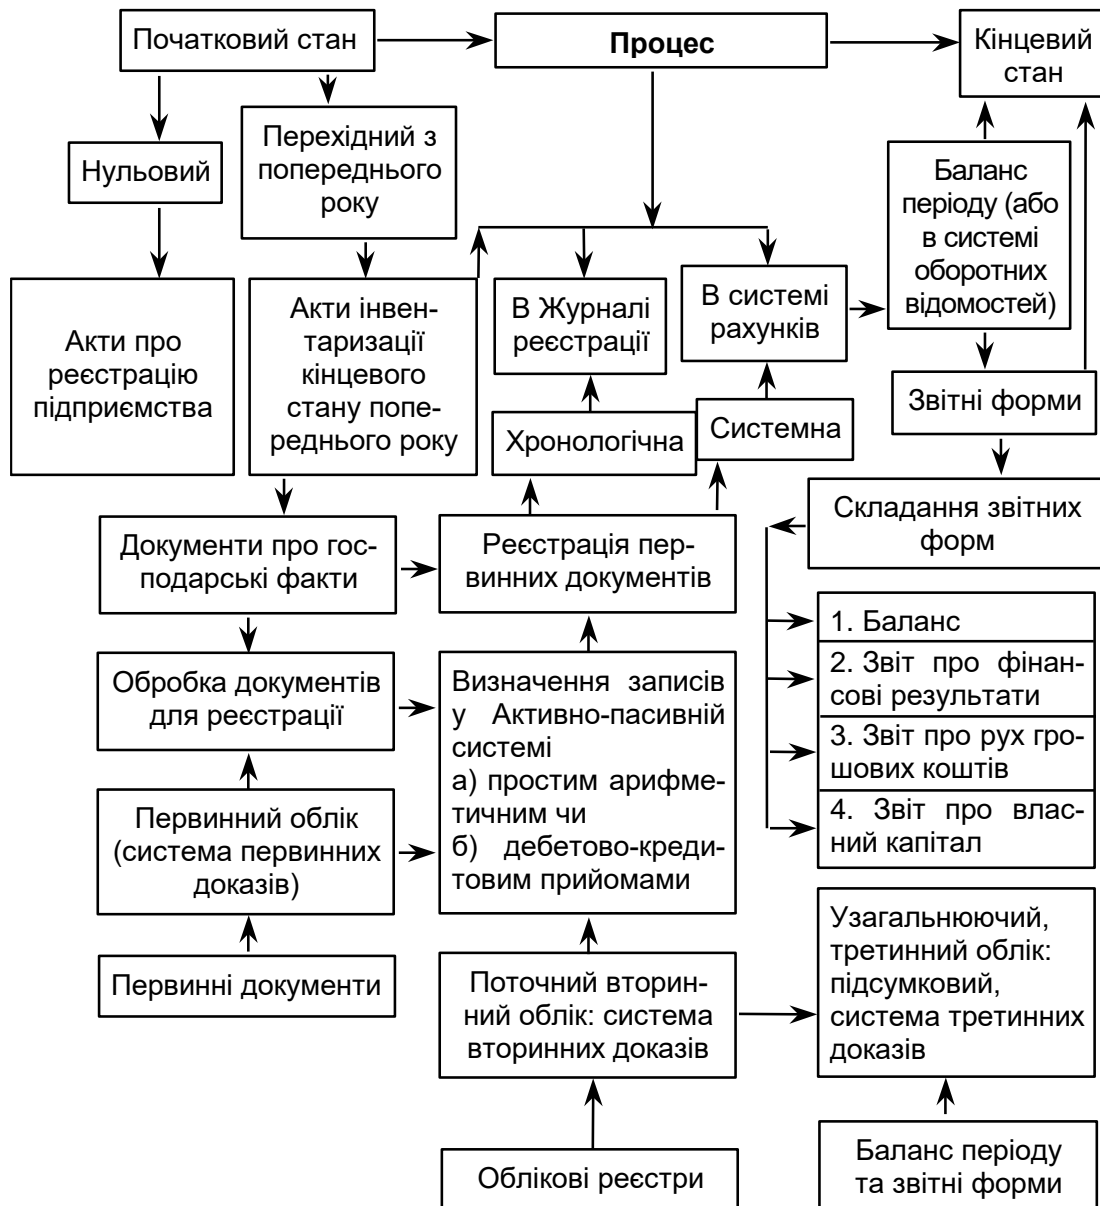 Початковий стан
Процес
Кінцевий
стан
Нульовий
Перехідний з
попереднього
року
Баланс
періоду (або
в системі
оборотних
відомостей)
Акти про
реєстрацію
підприємства
Акти інвен-
таризації
кінцевого
стану попе-
реднього року
В Журналі
реєстрації
В системі
рахунків
Звітні форми
Хронологічна
Системна
Складання звітних
форм
Документи про гос-
подарські факти
Реєстрація пер-
винних документів
1. Баланс
2. Звіт про фінан-
сові результати
3. Звіт про рух гро-
шових коштів
4. Звіт про влас-
ний капітал
Обробка документів
для реєстрації
Визначення записів
у Активно-пасивній
системі
а) простим арифме-
тичним чи
б) дебетово-креди-
товим прийомами
Первинний облік
(система первинних
доказів)
Первинні документи
Поточний вторин-
ний облік: система
вторинних доказів
Узагальнюючий,
третинний облік:
підсумковий,
система третинних
доказів
Облікові реєстри
Баланс періоду
та звітні форми